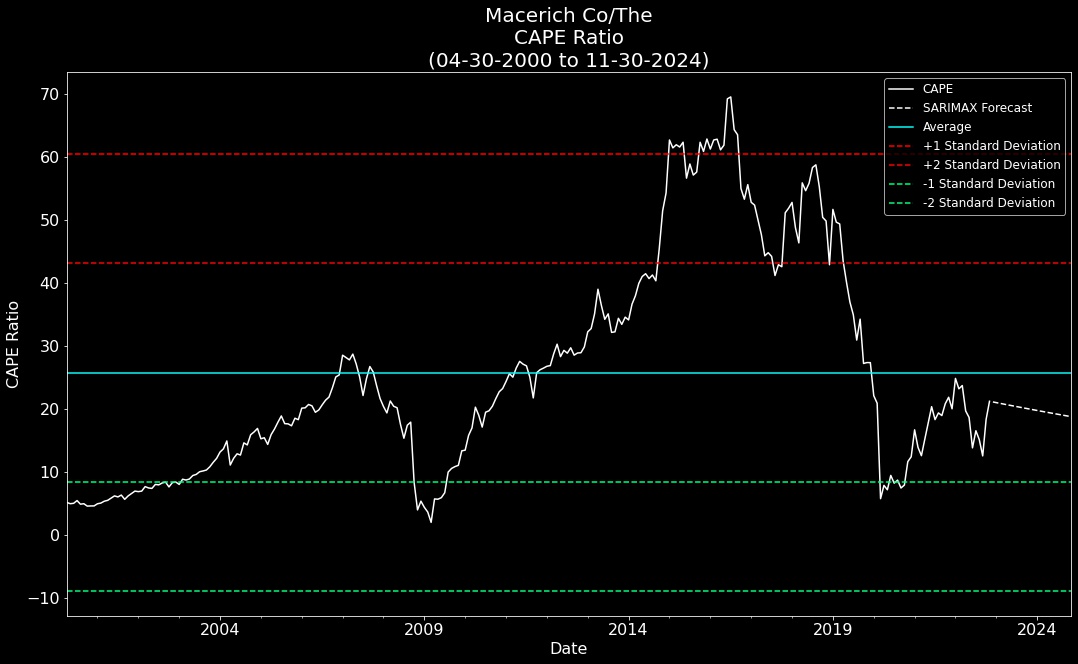 Macerich Co/The
CAPE Ratio
(04-30-2000 to 11-30-2024)
CAPE
SARIMAX Forecast
Average
+1 Standard Deviation
+2 Standard Deviation
-1 Standard Deviation
-2 Standard Deviation
CAPE Ratio
70
60
50
40
30
20
10
0
−10
2004
2009
2014
2019
2024
Date